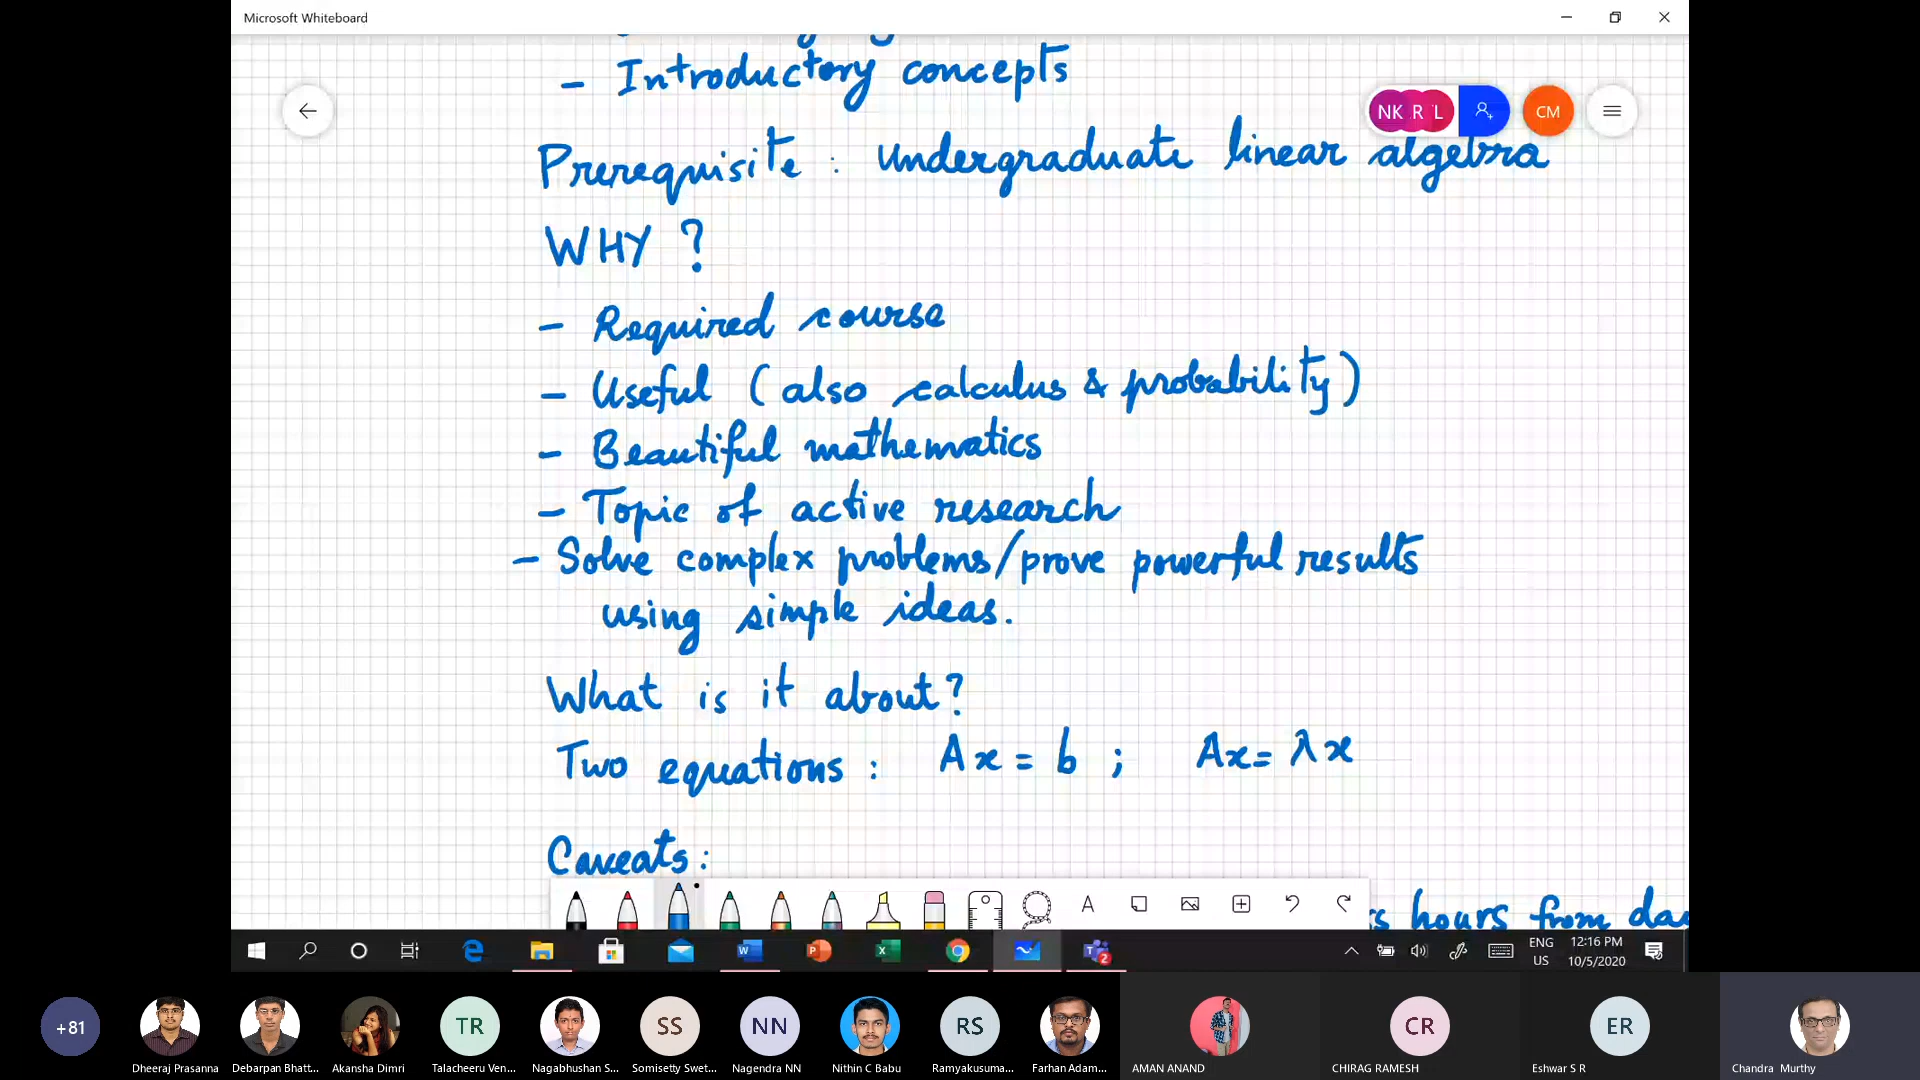 Microsoft Whiteboard
- Introductory concepts
NK R L CM
Prerequisite : Undergraduate linear algebra
WHY ?
- Required course
- Useful (also calculus & probability)
- Beautiful mathematics
- Topic of active research
- Solve complex problems/prove powerful results
using simple ideas.
What is it about?
Two equations : Ax = b ; Ax = λx
Caveats :
hours from
ENG
US
12:16 PM
10/5/2020
2
+81
TR SS NN RS CR ER
Dheeraj Prasanna Debarpan Bhatt... Akansha Dimri Talacheeru Ven... Nagabhushan S... Somisetty Swet... Nagendra NN Nithin C Babu Ramyakusuma... Farhan Adam... AMAN ANAND CHIRAG RAMESH Eshwar S R Chandra Murthy